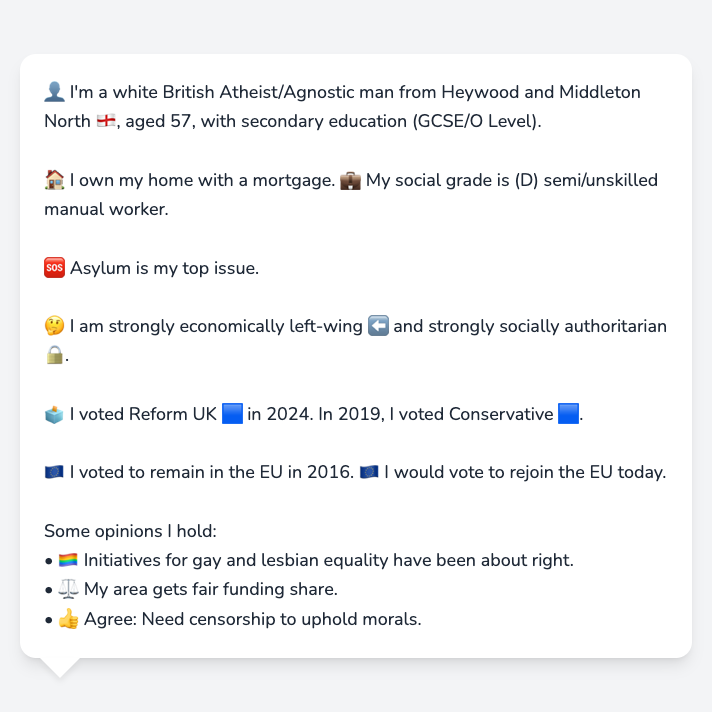 👤 I'm a white British Atheist/Agnostic man from Heywood and Middleton
North 🏴󠁧󠁢󠁥󠁮󠁧󠁿, aged 57, with secondary education (GCSE/O Level).
🏠 I own my home with a mortgage. 💼 My social grade is (D) semi/unskilled
manual worker.
🆘 Asylum is my top issue.
🤔 I am strongly economically left-wing ⬅️ and strongly socially authoritarian
🔒.
🗳️ I voted Reform UK 🟦 in 2024. In 2019, I voted Conservative 🟦.
🇪🇺 I voted to remain in the EU in 2016. 🇪🇺 I would vote to rejoin the EU today.
Some opinions I hold:
• 🏳️‍🌈 Initiatives for gay and lesbian equality have been about right.
• ⚖️ My area gets fair funding share.
• 👍 Agree: Need censorship to uphold morals.